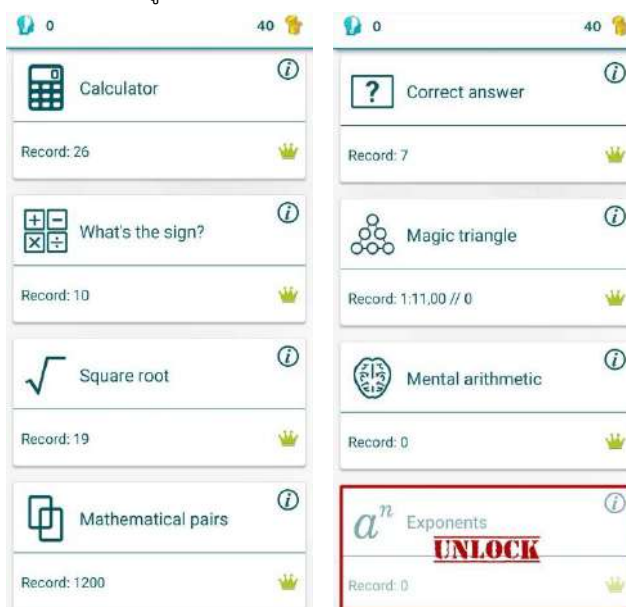 0 40
Calculator
Record: 26
+ −
× ÷
What's the sign?
Record: 10
√
Square root
Record: 19
Mathematical pairs
Record: 1200
0 40
? Correct answer
Record: 7
Magic triangle
Record: 1:11,00 // 0
Mental arithmetic
Record: 0
aⁿ Exponents
UNLOCK
Record: 0